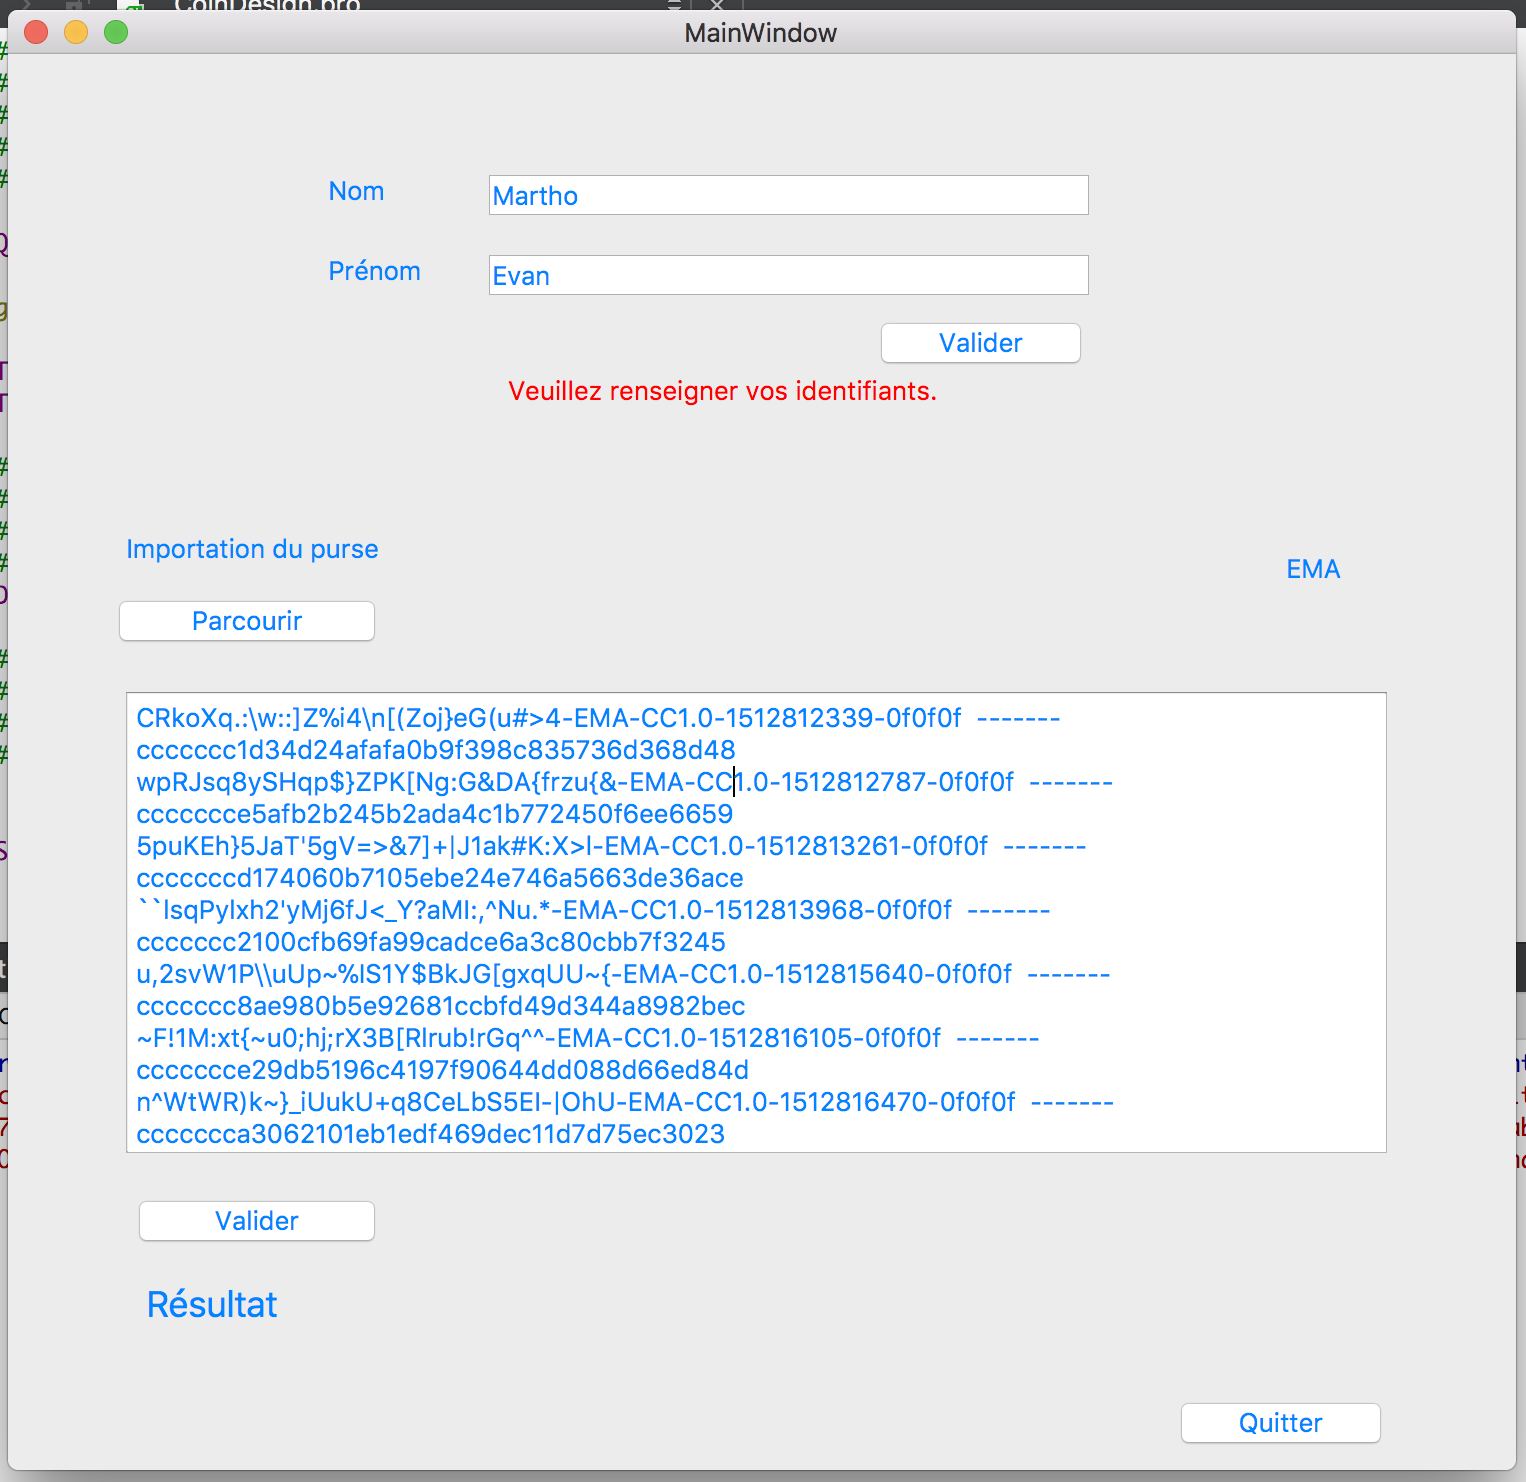 CoinDesign.pro
MainWindow
Nom
Martho
Prénom
Evan
Valider
Veuillez renseigner vos identifiants.
Importation du purse
EMA
Parcourir
CRkoXq.:\w::]Z%i4\n[(Zoj}eG(u#>4-EMA-CC1.0-1512812339-0f0f0f -------
ccccccc1d34d24afafa0b9f398c835736d368d48
wpRJsq8ySHqp$}ZPK[Ng:G&DA{frzu{&-EMA-CC1.0-1512812787-0f0f0f -------
cccccccce5afb2b245b2ada4c1b772450f6ee6659
5puKEh}5JaT'5gV=>&7]+|J1ak#K:X>l-EMA-CC1.0-1512813261-0f0f0f -------
cccccccd174060b7105ebe24e746a5663de36ace
``lsqPylxh2'yMj6fJ<_Y?aMI:,^Nu.*-EMA-CC1.0-1512813968-0f0f0f -------
ccccccc2100cfb69fa99cadce6a3c80cbb7f3245
u,2svW1P\\uUp~%lS1Y$BkJG[gxqUU~{-EMA-CC1.0-1512815640-0f0f0f -------
ccccccc8ae980b5e92681ccbfd49d344a8982bec
~F!1M:xt{~u0;hj;rX3B[Rlrub!rGq^^-EMA-CC1.0-1512816105-0f0f0f -------
cccccccce29db5196c4197f90644dd088d66ed84d
n^WtWR)k~}_iUukU+q8CeLbS5EI-|OhU-EMA-CC1.0-1512816470-0f0f0f -------
ccccccca3062101eb1edf469dec11d7d75ec3023
Valider
Résultat
Quitter